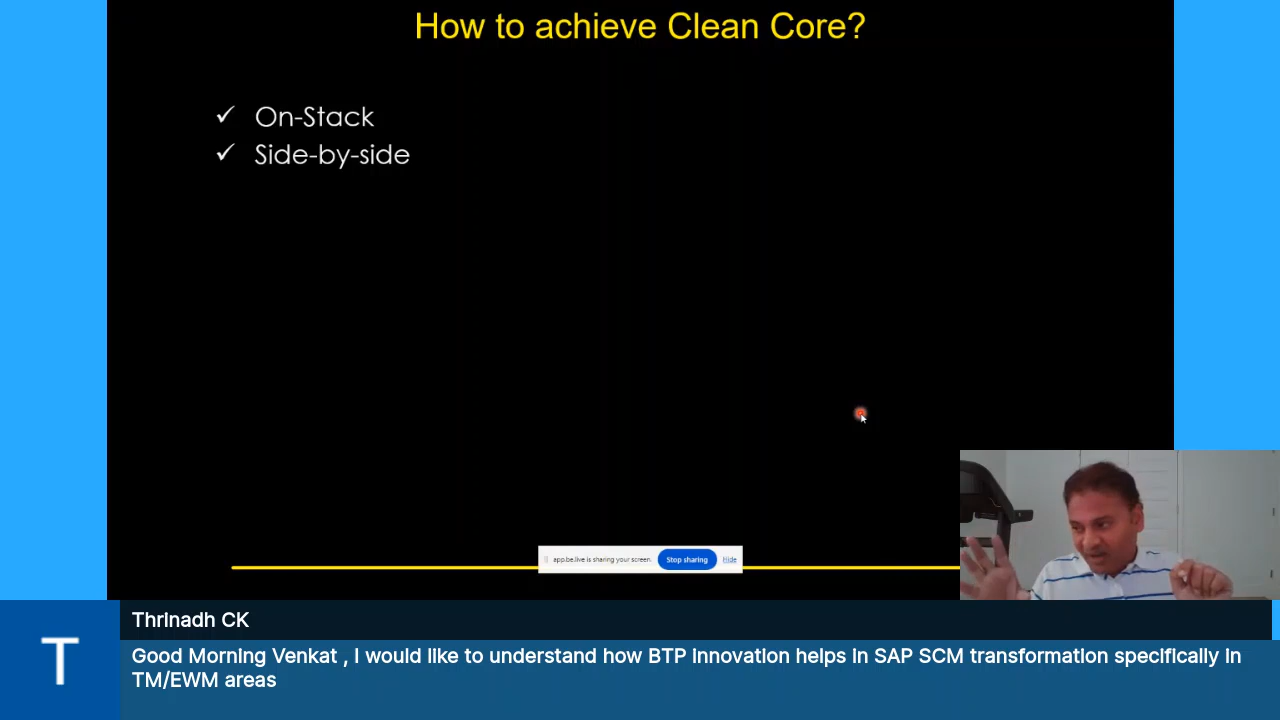 How to achieve Clean Core?
✓ On-Stack
✓ Side-by-side
app.be.live is sharing your screen. Stop sharing Hide
T
Thrinadh CK
Good Morning Venkat , I would like to understand how BTP innovation helps in SAP SCM transformation specifically in
TM/EWM areas